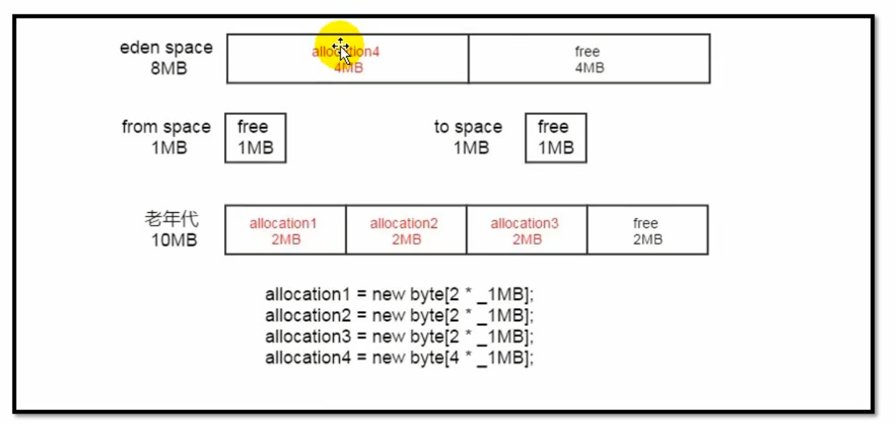 eden space
8MB
allocation4
4MB
free
4MB
from space
1MB
free
1MB
to space
1MB
free
1MB
老年代
10MB
allocation1
2MB
allocation2
2MB
allocation3
2MB
free
2MB
allocation1 = new byte[2 * _1MB];
allocation2 = new byte[2 * _1MB];
allocation3 = new byte[2 * _1MB];
allocation4 = new byte[4 * _1MB];